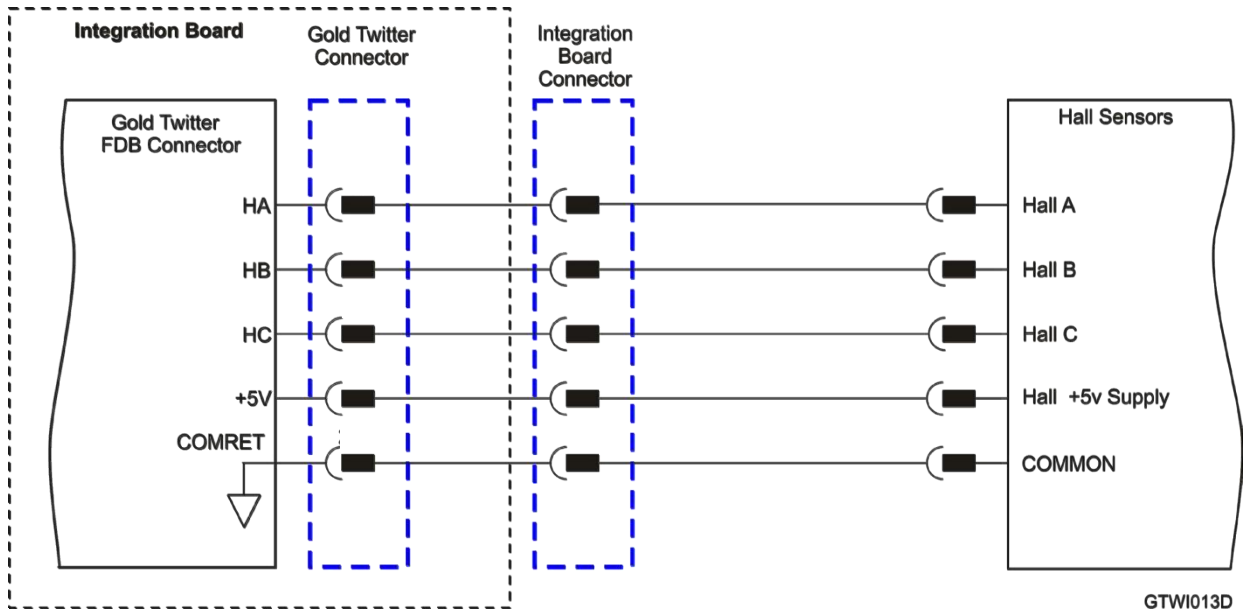 Integration Board
Gold Twitter
Connector
Integration
Board
Connector
Gold Twitter
FDB Connector
Hall Sensors
HA
Hall A
HB
Hall B
HC
Hall C
+5V
Hall +5v Supply
COMRET
COMMON
GTWI013D